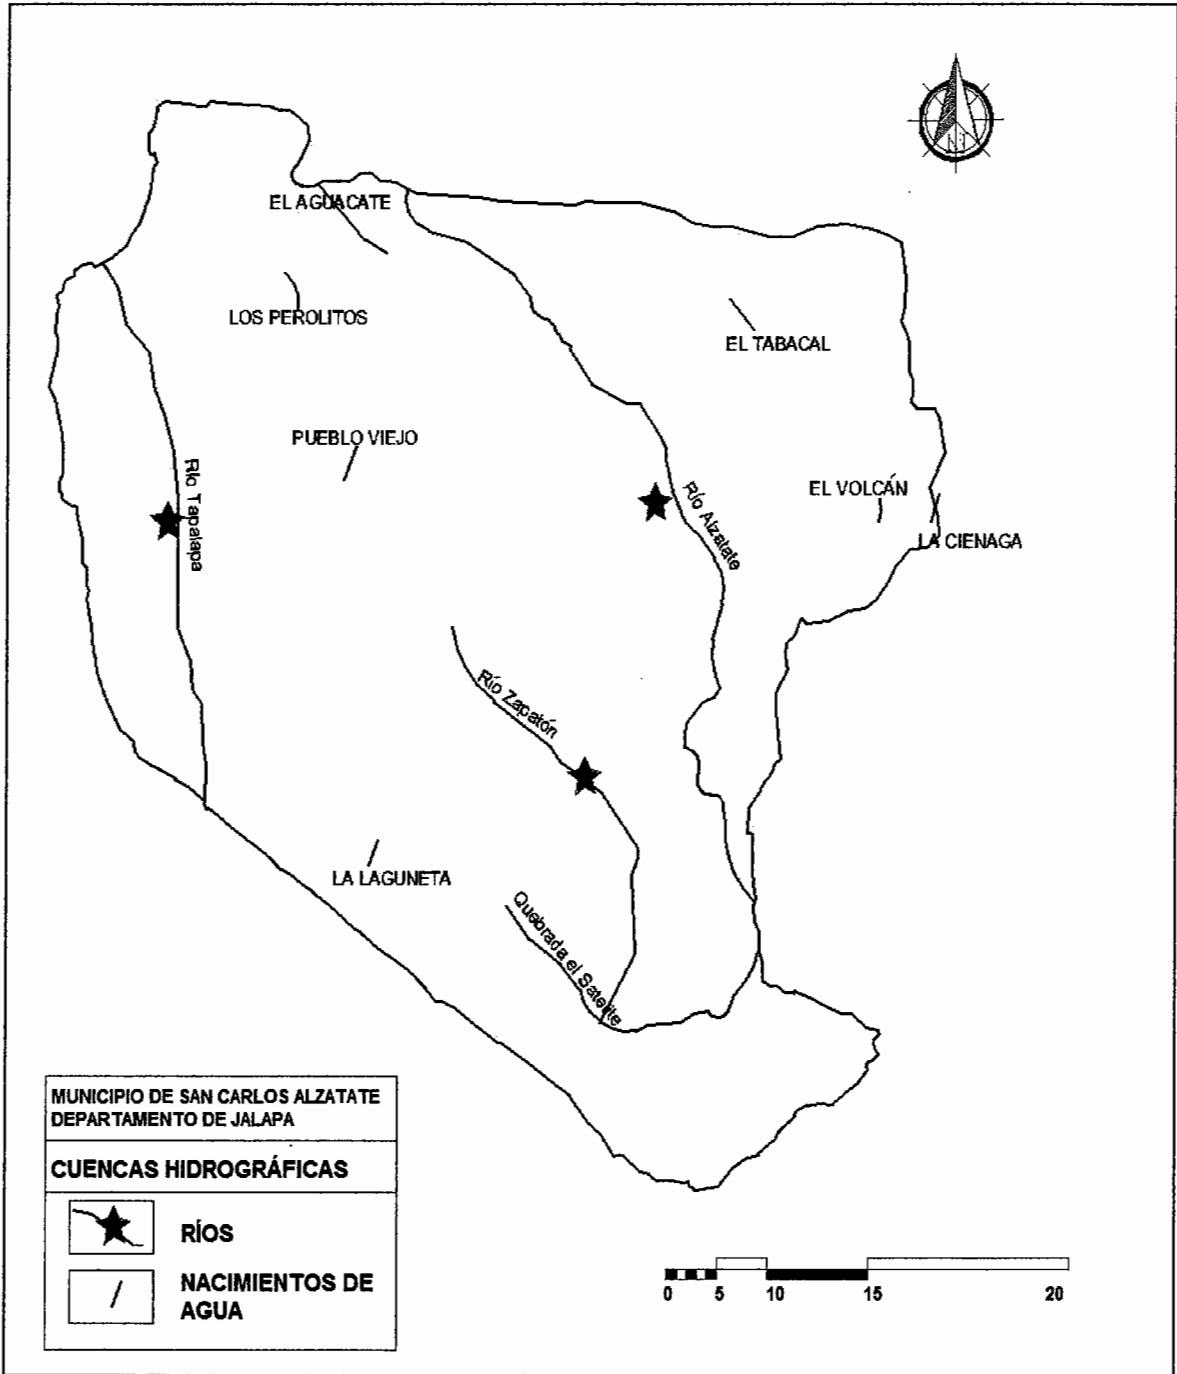 N
EL AGUACATE
LOS PEROLITOS
EL TABACAL
PUEBLO VIEJO
Río Tapalapa
Río Alzatate
EL VOLCÁN
LA CIENAGA
Río Zapatón
LA LAGUNETA
Quebrada el Satelite
MUNICIPIO DE SAN CARLOS ALZATATE
DEPARTAMENTO DE JALAPA
CUENCAS HIDROGRÁFICAS
RÍOS
NACIMIENTOS DE
AGUA
0 5 10 15 20